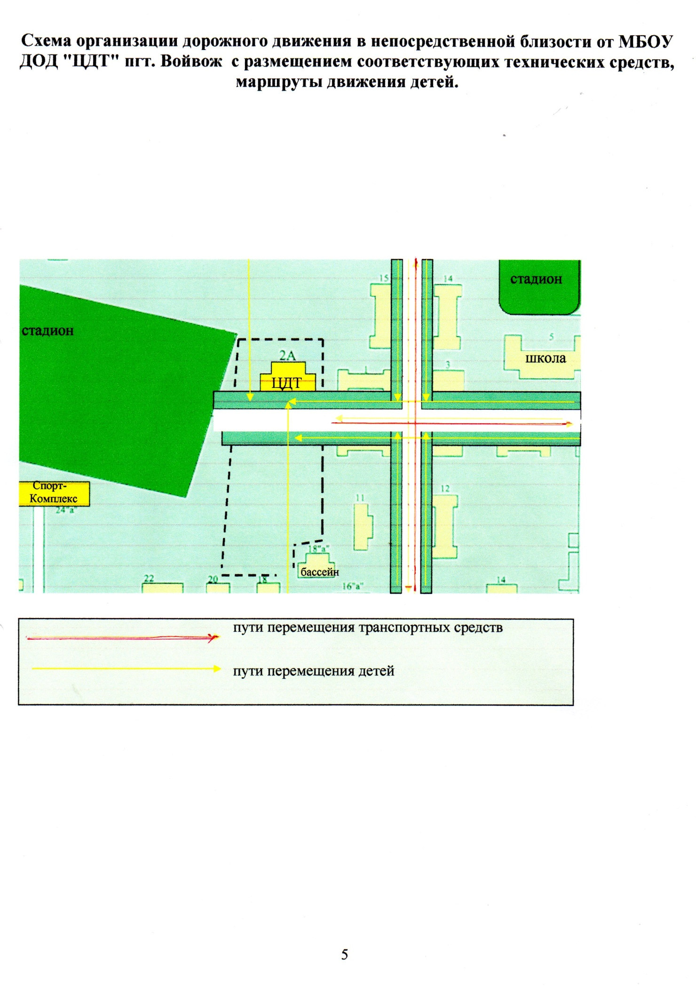 Схема организации дорожного движения в непосредственной близости от МБОУ
ДОД "ЦДТ" пгт. Войвож с размещением соответствующих технических средств,
маршруты движения детей.
15
14
стадион
стадион
5
2А
школа
1
3
ЦДТ
Спорт-
Комплекс
24"а"
11
12
18"а"
бассейн
22
20
18
16"а"
14
пути перемещения транспортных средств
пути перемещения детей
5